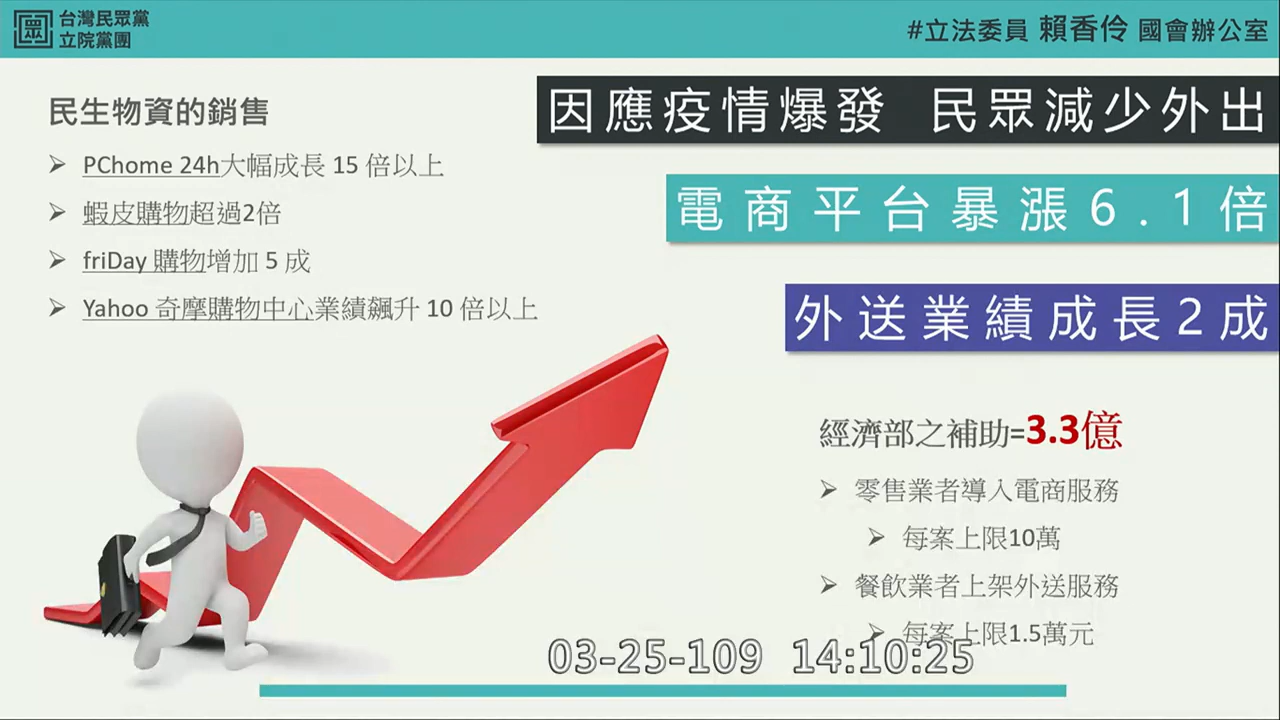 台灣民眾黨
立院黨團
#立法委員 賴香伶 國會辦公室
民生物資的銷售
PChome 24h大幅成長 15 倍以上
蝦皮購物超過2倍
friDay 購物增加 5 成
Yahoo 奇摩購物中心業績飆升 10 倍以上
因應疫情爆發 民眾減少外出
電商平台暴漲6.1倍
外送業績成長2成
經濟部之補助=3.3億
零售業者導入電商服務
每案上限10萬
餐飲業者上架外送服務
每案上限1.5萬元
03-25-109 14:10:25